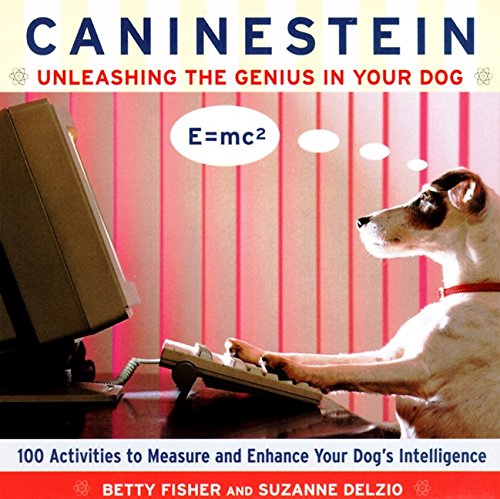 CANINESTEIN
UNLEASHING THE GENIUS IN YOUR DOG
E=mc²
100 Activities to Measure and Enhance Your Dog's Intelligence
BETTY FISHER AND SUZANNE DELZIO